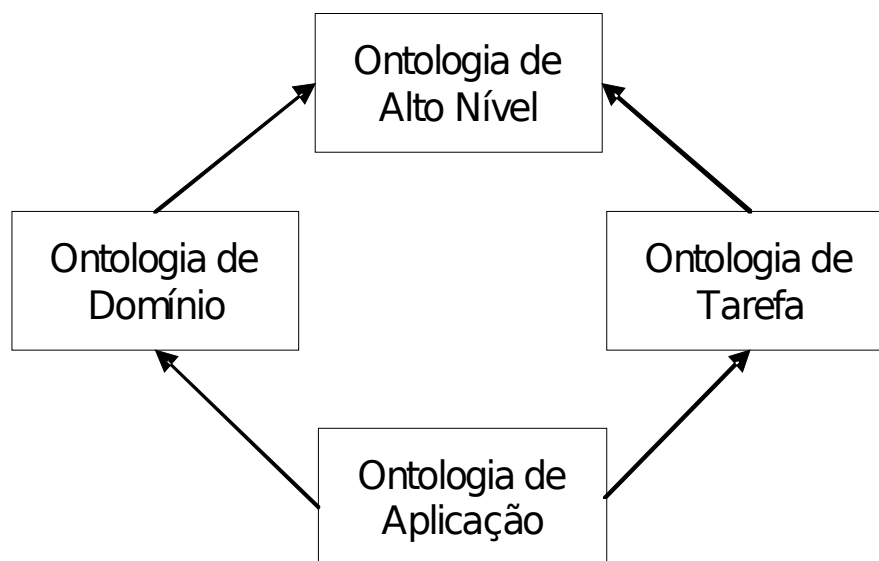 Ontologia de
Alto Nível
Ontologia de
Domínio
Ontologia de
Tarefa
Ontologia de
Aplicação